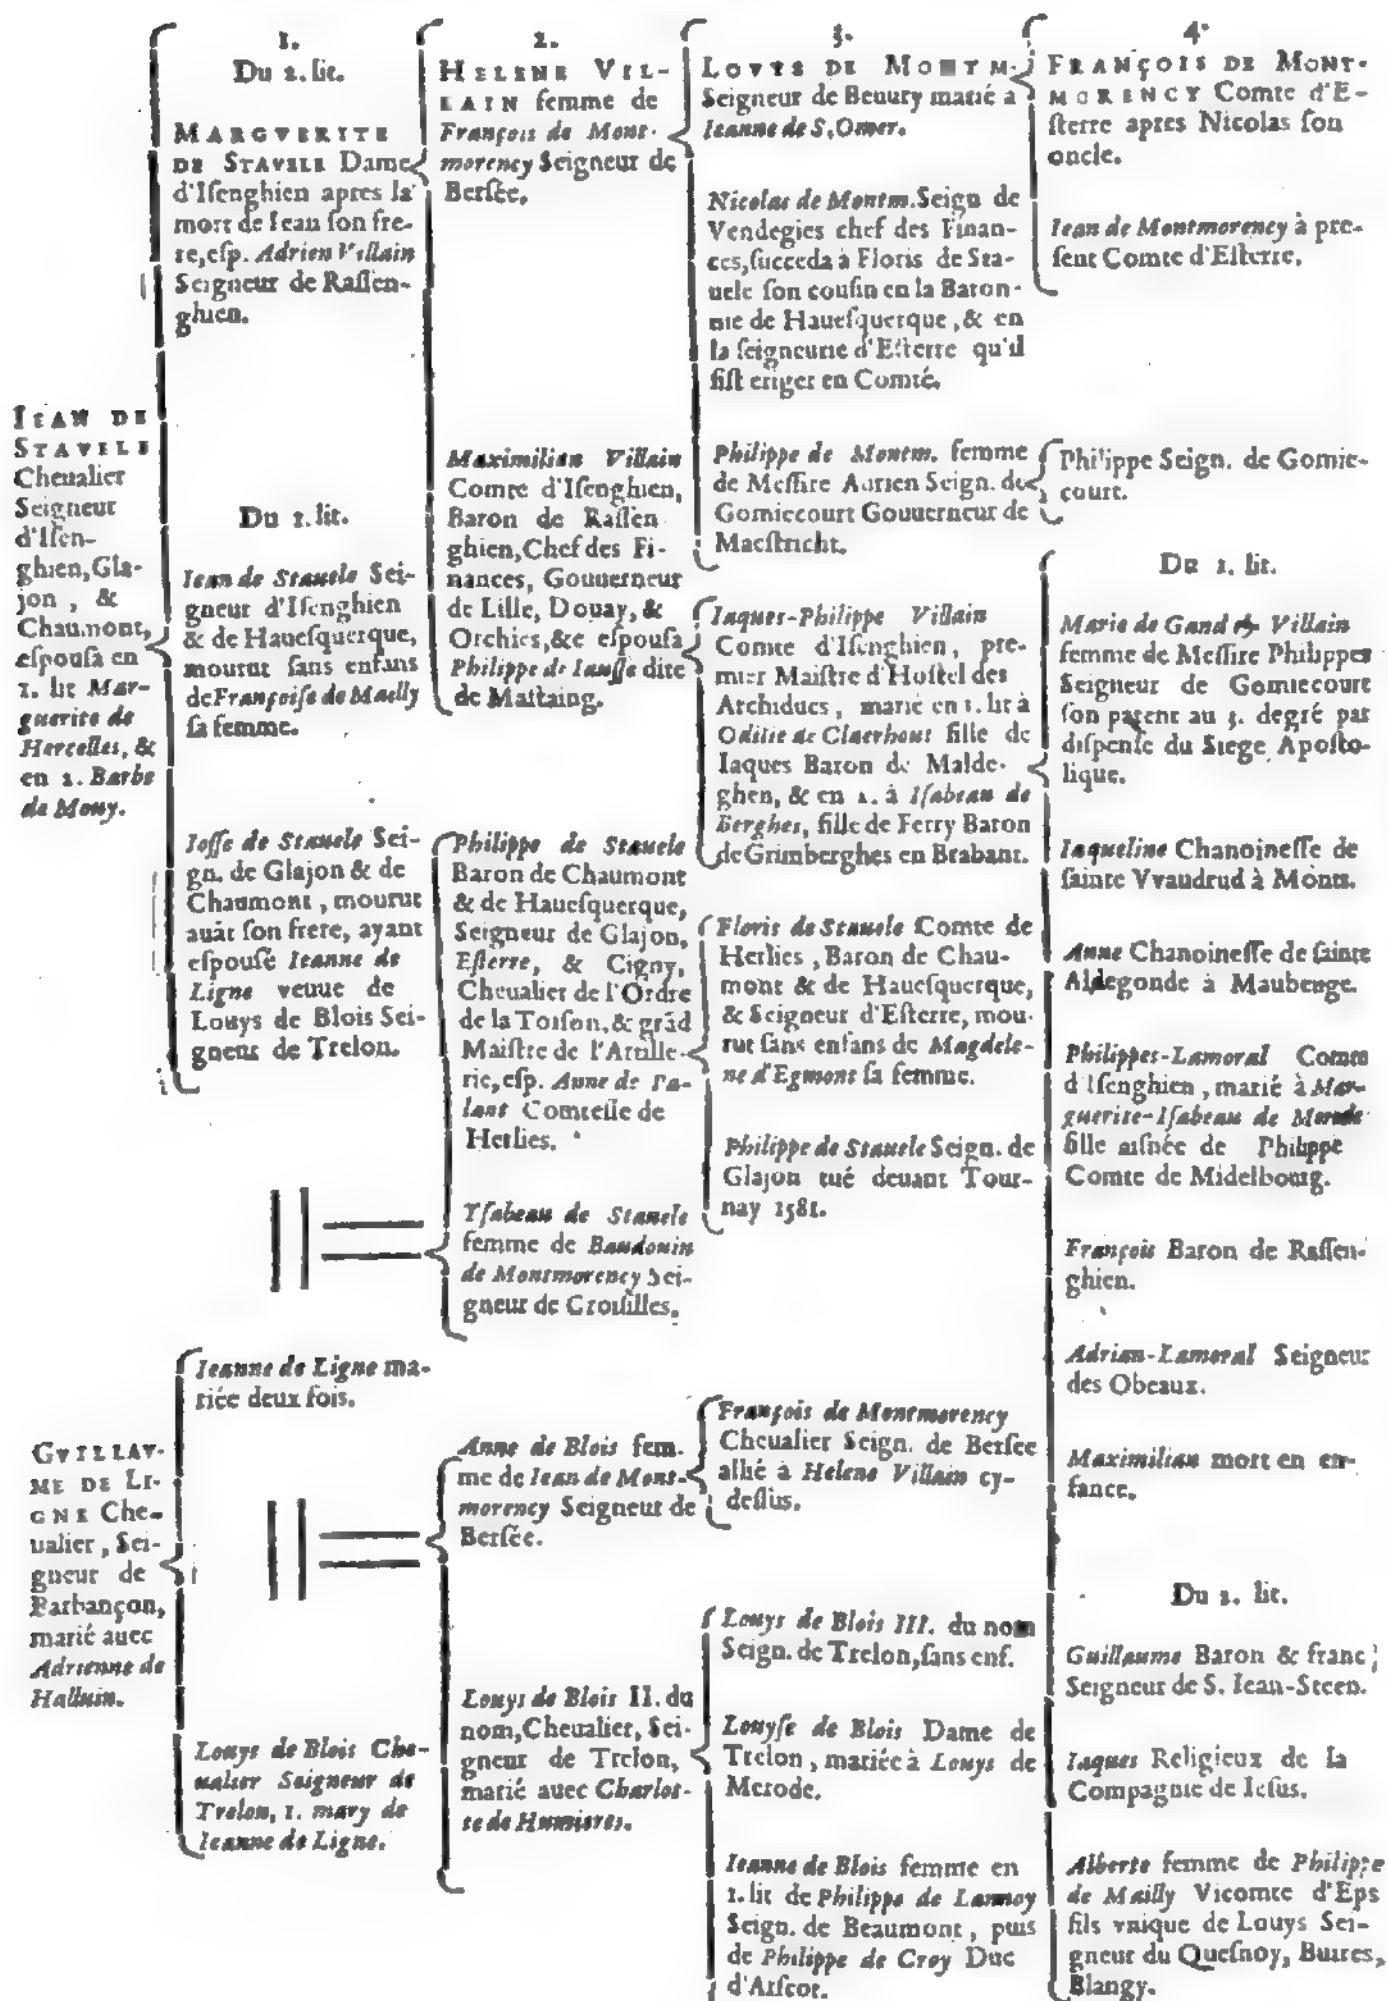 IEAN DE
STAVELE
Cheualier
Seigneur
d'Isen-
ghien, Gla-
jon, &
Chaumont,
espousa en
1. lit Mar-
guerite de
Hercelles, &
en 2. Barbe
de Mouy.
GVILLAV-
ME DE LI-
GNE Che-
ualier, Sei-
gneur de
Barbançon,
marié auec
Adrienne de
Halluin.
1.
Du 2. lit.
MARGVERITE
DE STAVELE Dame
d'Isenghien apres la
mort de Iean son fre-
re, esp. Adrien Villain
Seigneur de Rassen-
ghien.
Du 1. lit.
Iean de Stauele Sei-
gneur d'Isenghien
& de Hauesquerque,
mourut sans enfans
de Françoise de Mailly
sa femme.
Iosse de Stauele Sei-
gn. de Glajon & de
Chaumont, mourut
auāt son frere, ayant
espousé Ieanne de
Ligne veuue de
Louys de Blois Sei-
gneur de Trelon.
Ieanne de Ligne ma-
riée deux fois.
Louys de Blois Che-
ualier Seigneur de
Trelon, 1. mary de
Ieanne de Ligne.
2.
HELENE VIL-
LAIN femme de
François de Mont-
morency Seigneur de
Bersée.
Maximilian Villain
Comte d'Isenghien,
Baron de Rassen
ghien, Chef des Fi-
nances, Gouuerneur
de Lille, Douay, &
Orchies, &c espousa
Philippe de Iausse dite
de Mastaing.
Philippe de Stauele
Baron de Chaumont
& de Hauesquerque,
Seigneur de Glajon,
Esterre, & Cigny,
Cheualier de l'Ordre
de la Toison, & grād
Maistre de l'Artille-
rie, esp. Anne de Pa-
lant Comtesse de
Herlies.
Ysabeau de Stauele
femme de Baudouin
de Montmorency Sei-
gneur de Croisilles.
Anne de Blois fem-
me de Iean de Mont-
morency Seigneur de
Bersée.
Louys de Blois II. du
nom, Cheualier, Sei-
gneur de Trelon,
marié auec Charlot-
te de Humieres.
3.
LOVYS DE MONTM.
Seigneur de Beuury marié a
Ieanne de S. Omer.
Nicolas de Montm. Seign de
Vendegies chef des Finan-
ces, succeda à Floris de Sta-
uele son cousin en la Baron-
nie de Hauesquerque, & en
la seigneurie d'Esterre qu'il
fist eriger en Comté.
Philippe de Montm. femme
de Messire Adrien Seign. de
Gomiecourt Gouuerneur de
Maestricht.
Iaques-Philippe Villain
Comte d'Isenghien, pre-
mier Maistre d'Hostel des
Archiducs, marié en 1. lit à
Odilie de Claerhout fille de
Iaques Baron de Malde-
ghen, & en 2. à Isabeau de
Berghes, fille de Ferry Baron
de Grimberghes en Brabant.
Floris de Stauele Comte de
Herlies, Baron de Chau-
mont & de Hauesquerque,
& Seigneur d'Esterre, mou-
rut sans enfans de Magdele-
ne d'Egmont sa femme.
Philippe de Stauele Seign. de
Glajon tué deuant Tour-
nay 1581.
François de Montmorency
Cheualier Seign. de Bersee
allié à Helene Villain cy-
dessus.
Louys de Blois III. du nom
Seign. de Trelon, sans enf.
Louyse de Blois Dame de
Trelon, mariée à Louys de
Merode.
Ieanne de Blois femme en
1. lit de Philippe de Lannoy
Seign. de Beaumont, puis
de Philippe de Croy Duc
d'Arscot.
4.
FRANÇOIS DE MONT-
MORENCY Comte d'E-
sterre apres Nicolas son
oncle.
Iean de Montmorency à pre-
sent Comte d'Esterre.
Philippe Seign. de Gomie-
court.
Du 1. lit.
Marie de Gand & Villain
femme de Messire Philippes
Seigneur de Gomiecourt
son parent au 3. degré par
dispense du Siege Aposto-
lique.
Iaqueline Chanoinesse de
sainte Vvaudrud à Monts.
Anne Chanoinesse de sainte
Aldegonde à Maubeuge.
Philippes-Lamoral Comte
d'Isenghien, marié à Mar-
guerite-Isabeau de Merode
fille aisnée de Philippe
Comte de Midelbourg.
François Baron de Rassen-
ghien.
Adrian-Lamoral Seigneur
des Obeaux.
Maximilian mort en en-
fance.
Du 2. lit.
Guillaume Baron & franc
Seigneur de S. Iean-Steen.
Iaques Religieux de la
Compagnie de Iesus.
Alberte femme de Philippe
de Mailly Vicomte d'Eps
fils vnique de Louys Sei-
gneur du Quesnoy, Buires,
Blangy.